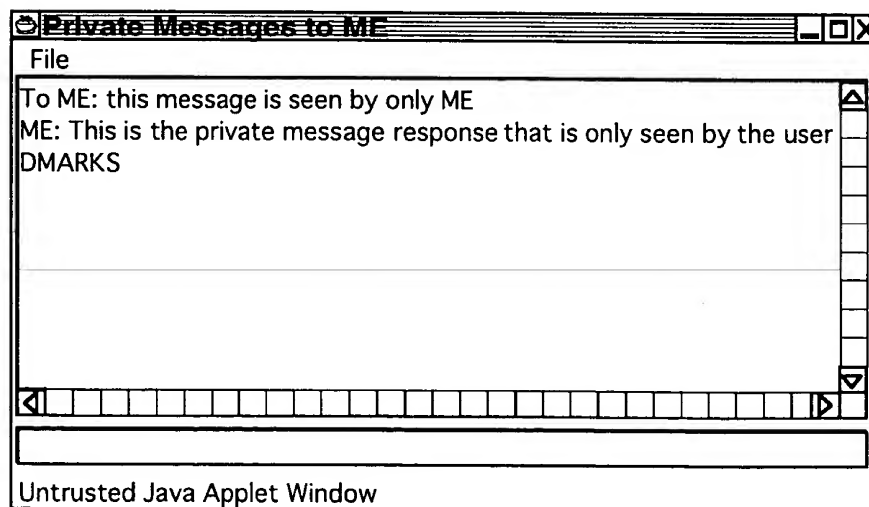 Private Messages to ME
File
To ME: this message is seen by only ME
ME: This is the private message response that is only seen by the user
DMARKS
Untrusted Java Applet Window